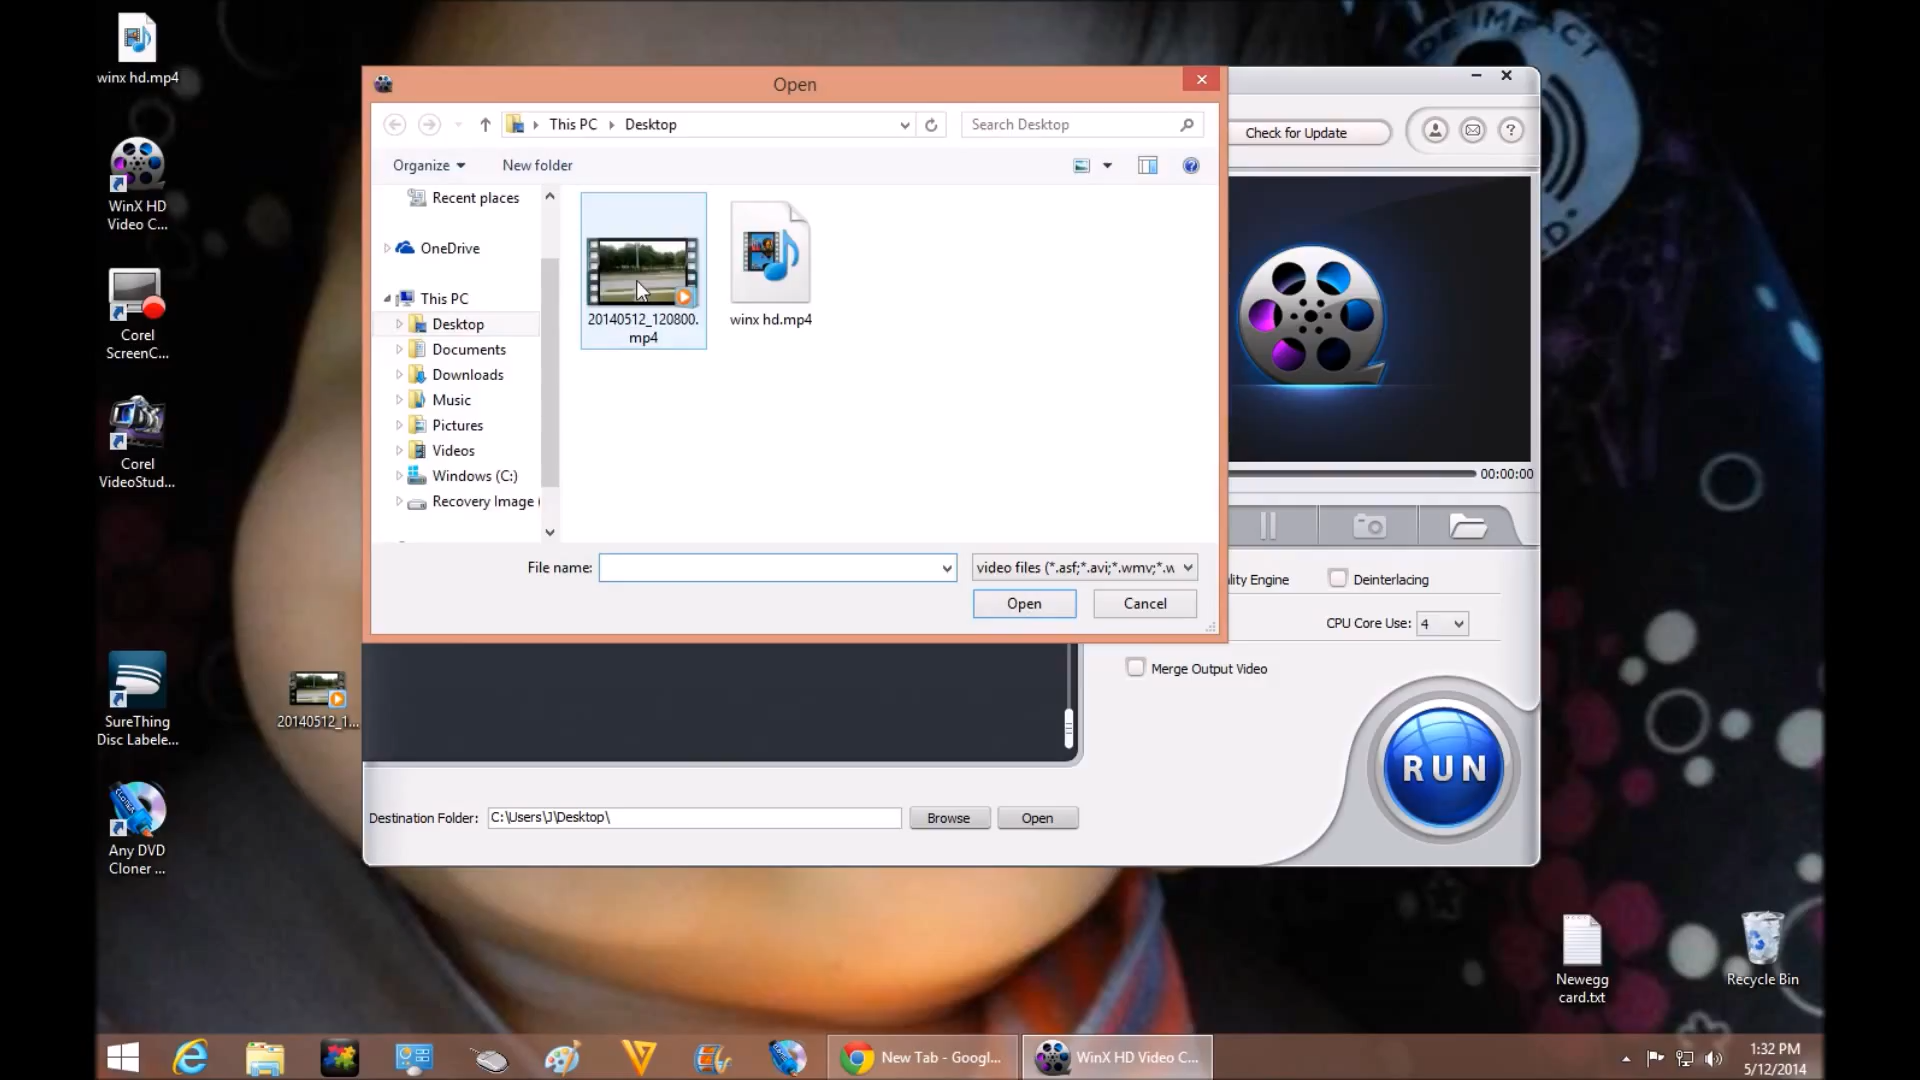 winx hd.mp4
WinX HD
Video C...
Corel
ScreenC...
Corel
VideoStud...
SureThing
Disc Labele...
20140512_1...
Any DVD
Cloner ...
Open
This PC
Desktop
Search Desktop
Organize
New folder
Recent places
OneDrive
This PC
Desktop
Documents
Downloads
Music
Pictures
Videos
Windows (C:)
Recovery Image (
20140512_120800.
mp4
winx hd.mp4
File name:
video files (*.asf;*.avi;*.wmv;*.w
Open
Cancel
Check for Update
?
00:00:00
lity Engine
Deinterlacing
CPU Core Use: 4
Merge Output Video
RUN
Destination Folder: C:\Users\J\Desktop\
Browse
Open
DE IMPACT
Newegg
card.txt
Recycle Bin
New Tab - Googl...
WinX HD Video C...
1:32 PM
5/12/2014